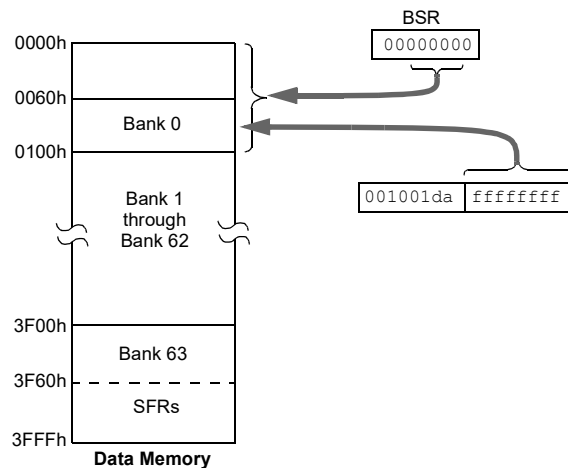 BSR
00000000
0000h
0060h
Bank 0
0100h
Bank 1
through
Bank 62
001001da ffffffff
3F00h
Bank 63
3F60h
SFRs
3FFFh
Data Memory